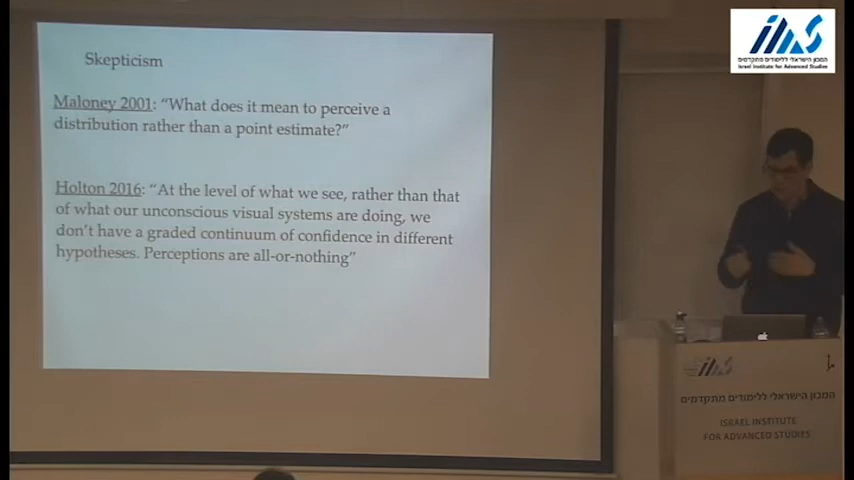 המכון הישראלי ללימודים מתקדמים
Israel Institute for Advanced Studies
Skepticism
Maloney 2001: “What does it mean to perceive a
distribution rather than a point estimate?”
Holton 2016: “At the level of what we see, rather than that
of what our unconscious visual systems are doing, we
don’t have a graded continuum of confidence in different
hypotheses. Perceptions are all-or-nothing”
המכון הישראלי ללימודים מתקדמים
ISRAEL INSTITUTE
FOR ADVANCED STUDIES